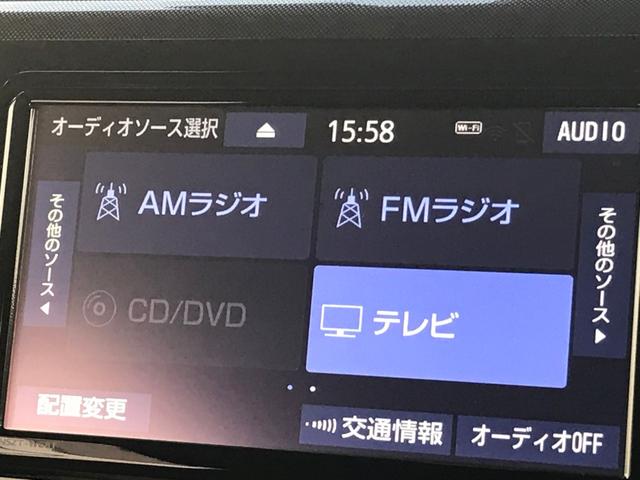 オーディオソース選択
15:58
Wi-Fi
AUDIO
その他のソース
AMラジオ
FMラジオ
その他のソース
CD/DVD
テレビ
配置変更
交通情報
オーディオOFF